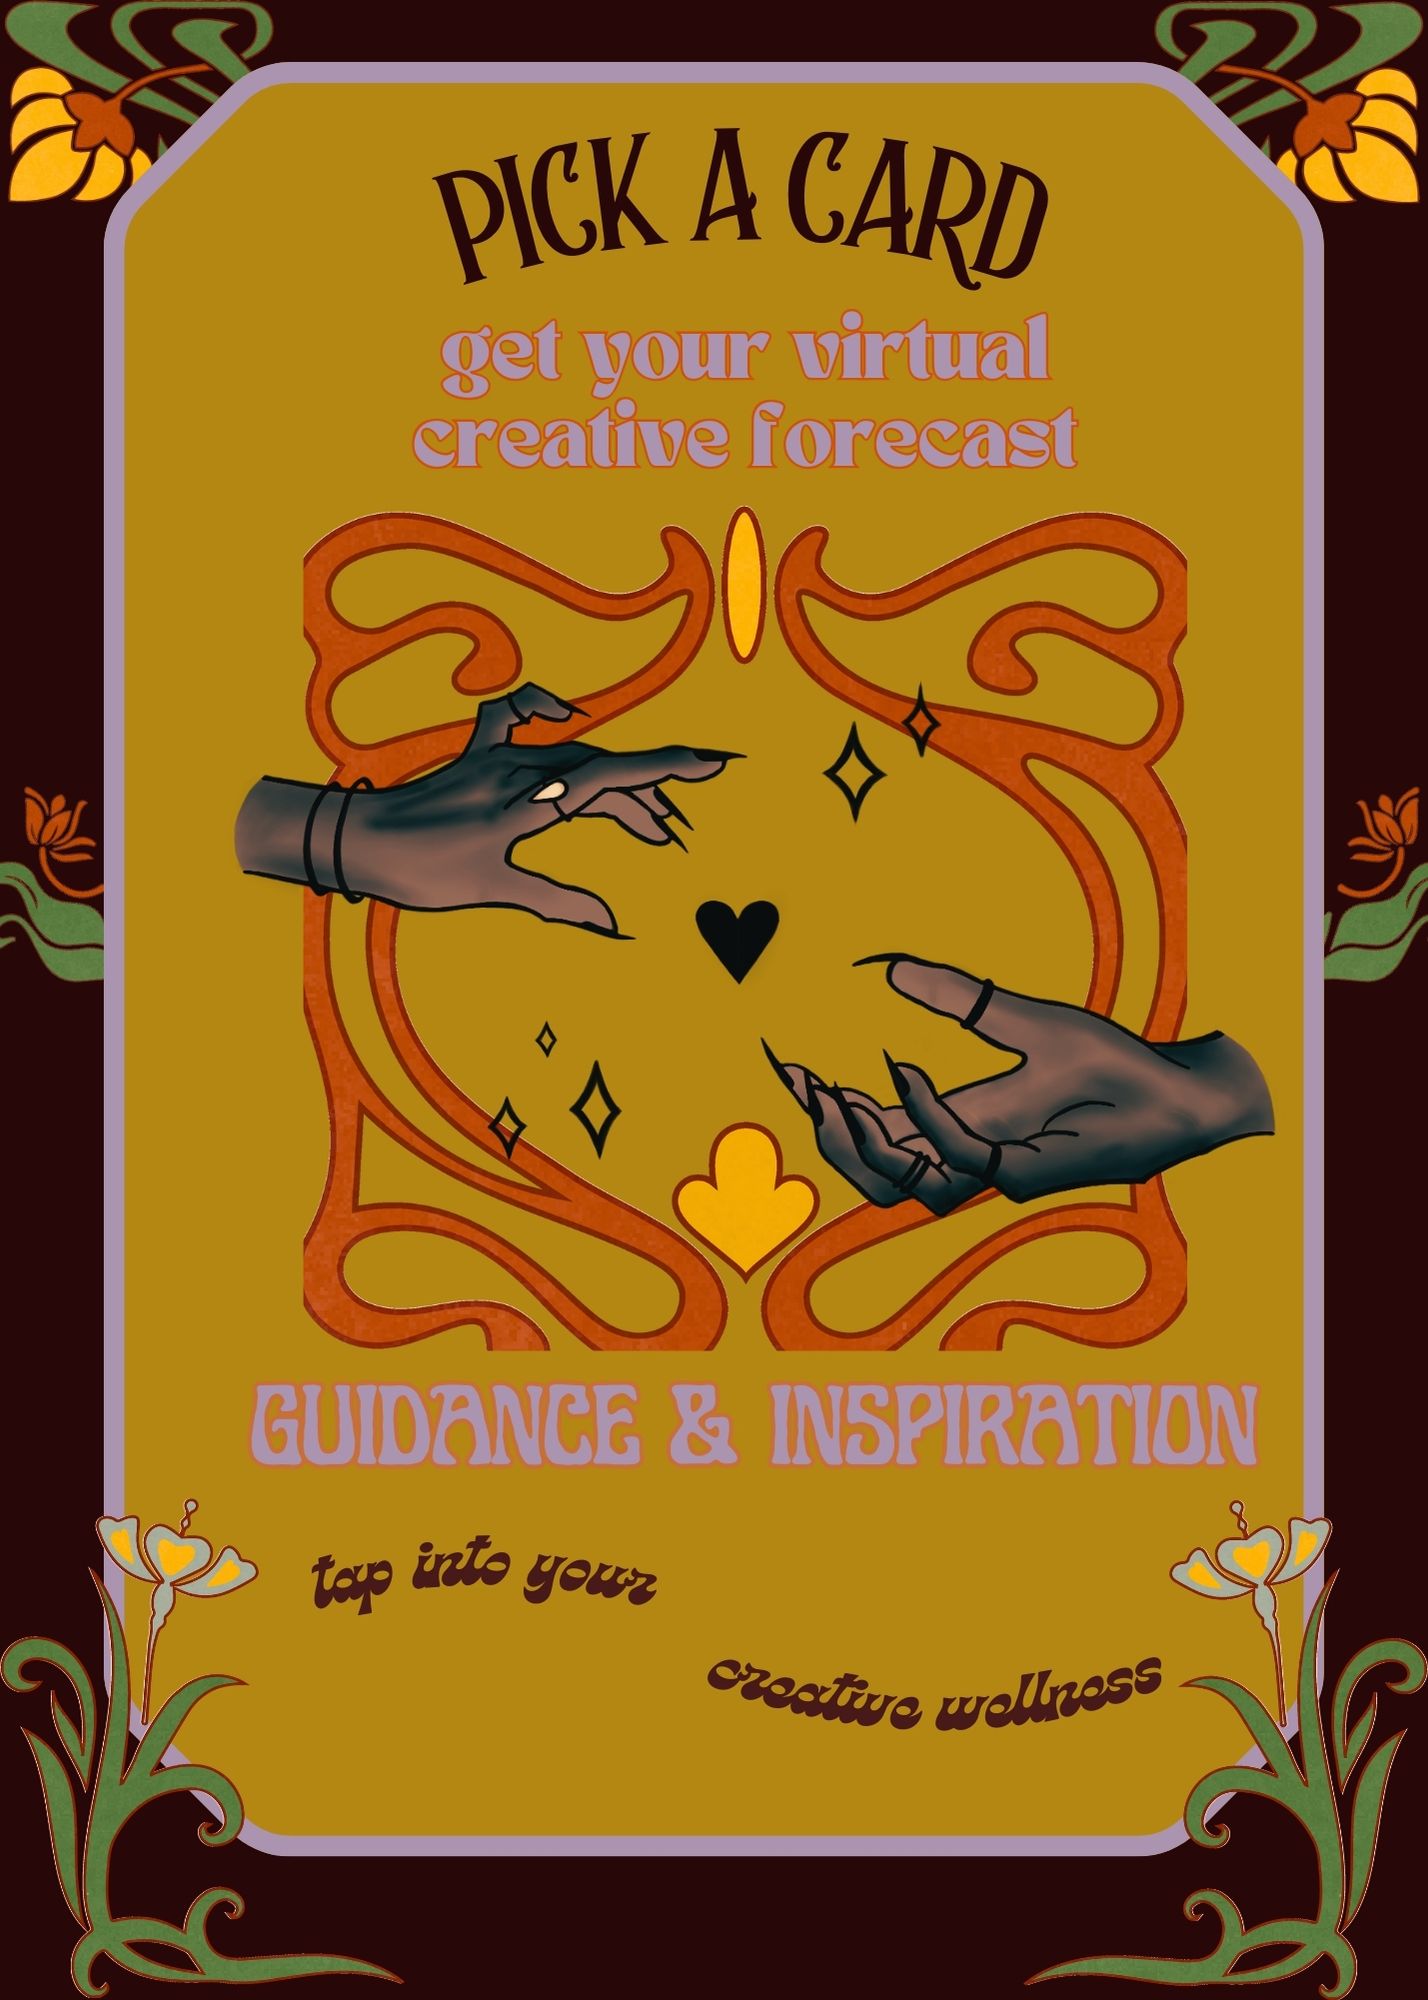 PICK A CARD
get your virtual
creative forecast
GUIDANCE & INSPIRATION
tap into your
creative wellness